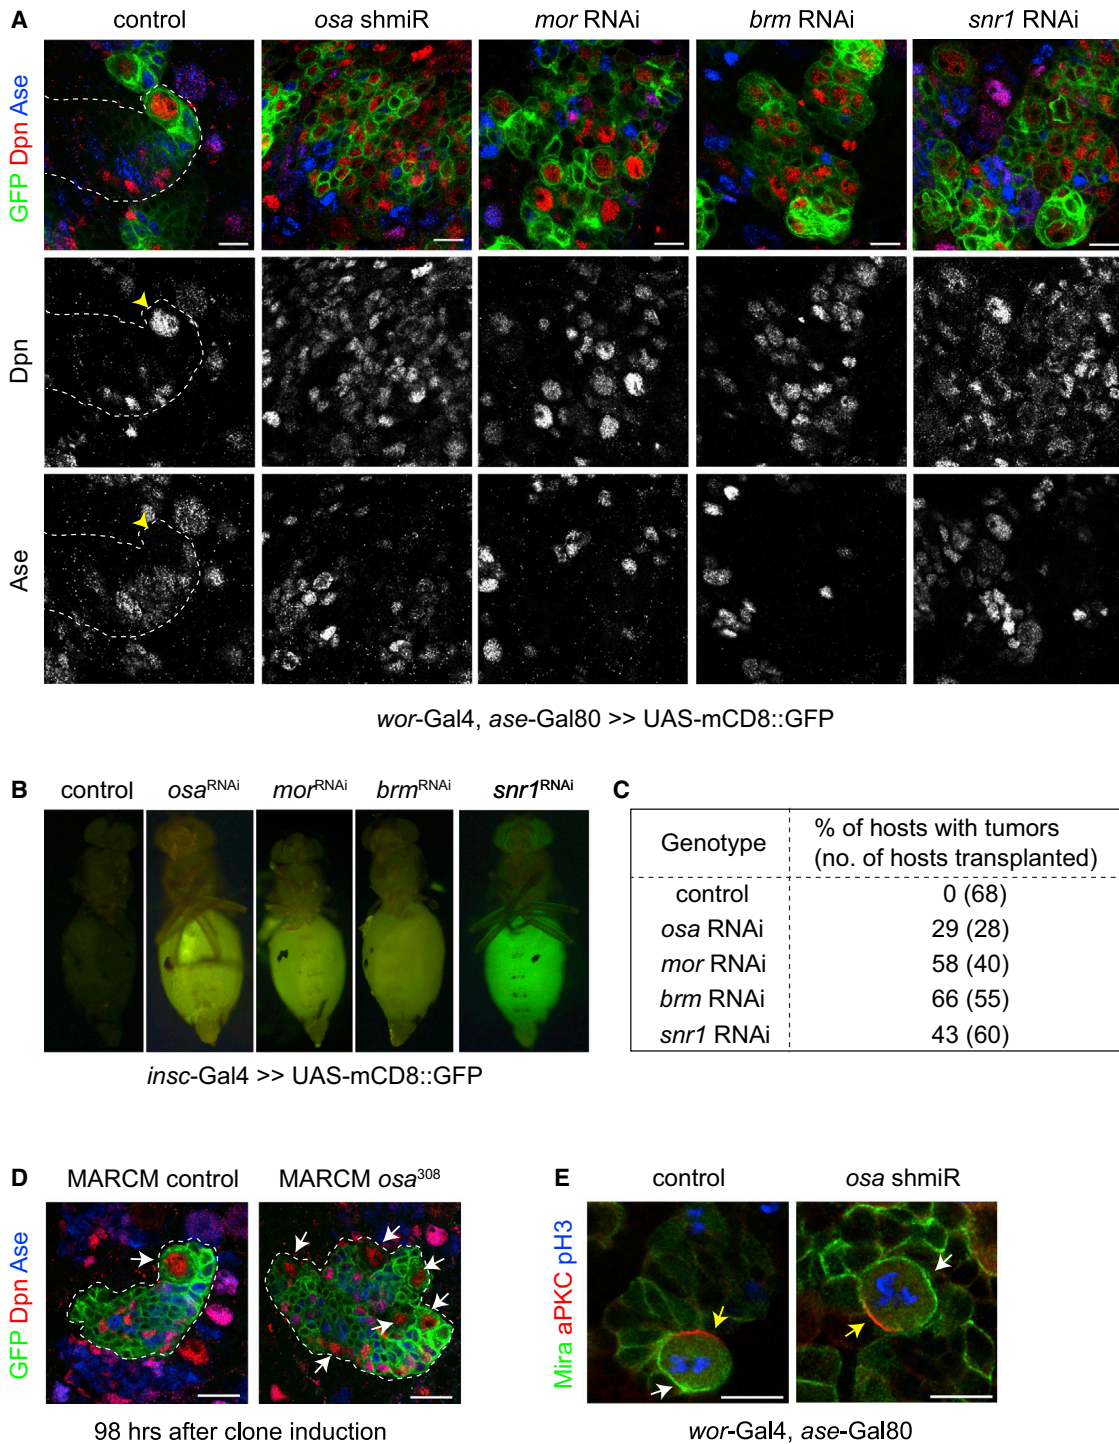 A
control
osa shmiR
mor RNAi
brm RNAi
snr1 RNAi
GFP Dpn Ase
Dpn
Ase
wor-Gal4, ase-Gal80 >> UAS-mCD8::GFP
B
control
osaRNAi
morRNAi
brmRNAi
snr1RNAi
insc-Gal4 >> UAS-mCD8::GFP
C
Genotype
% of hosts with tumors
(no. of hosts transplanted)
control
0 (68)
osa RNAi
29 (28)
mor RNAi
58 (40)
brm RNAi
66 (55)
snr1 RNAi
43 (60)
D
MARCM control
MARCM osa308
GFP Dpn Ase
98 hrs after clone induction
E
control
osa shmiR
Mira aPKC pH3
wor-Gal4, ase-Gal80